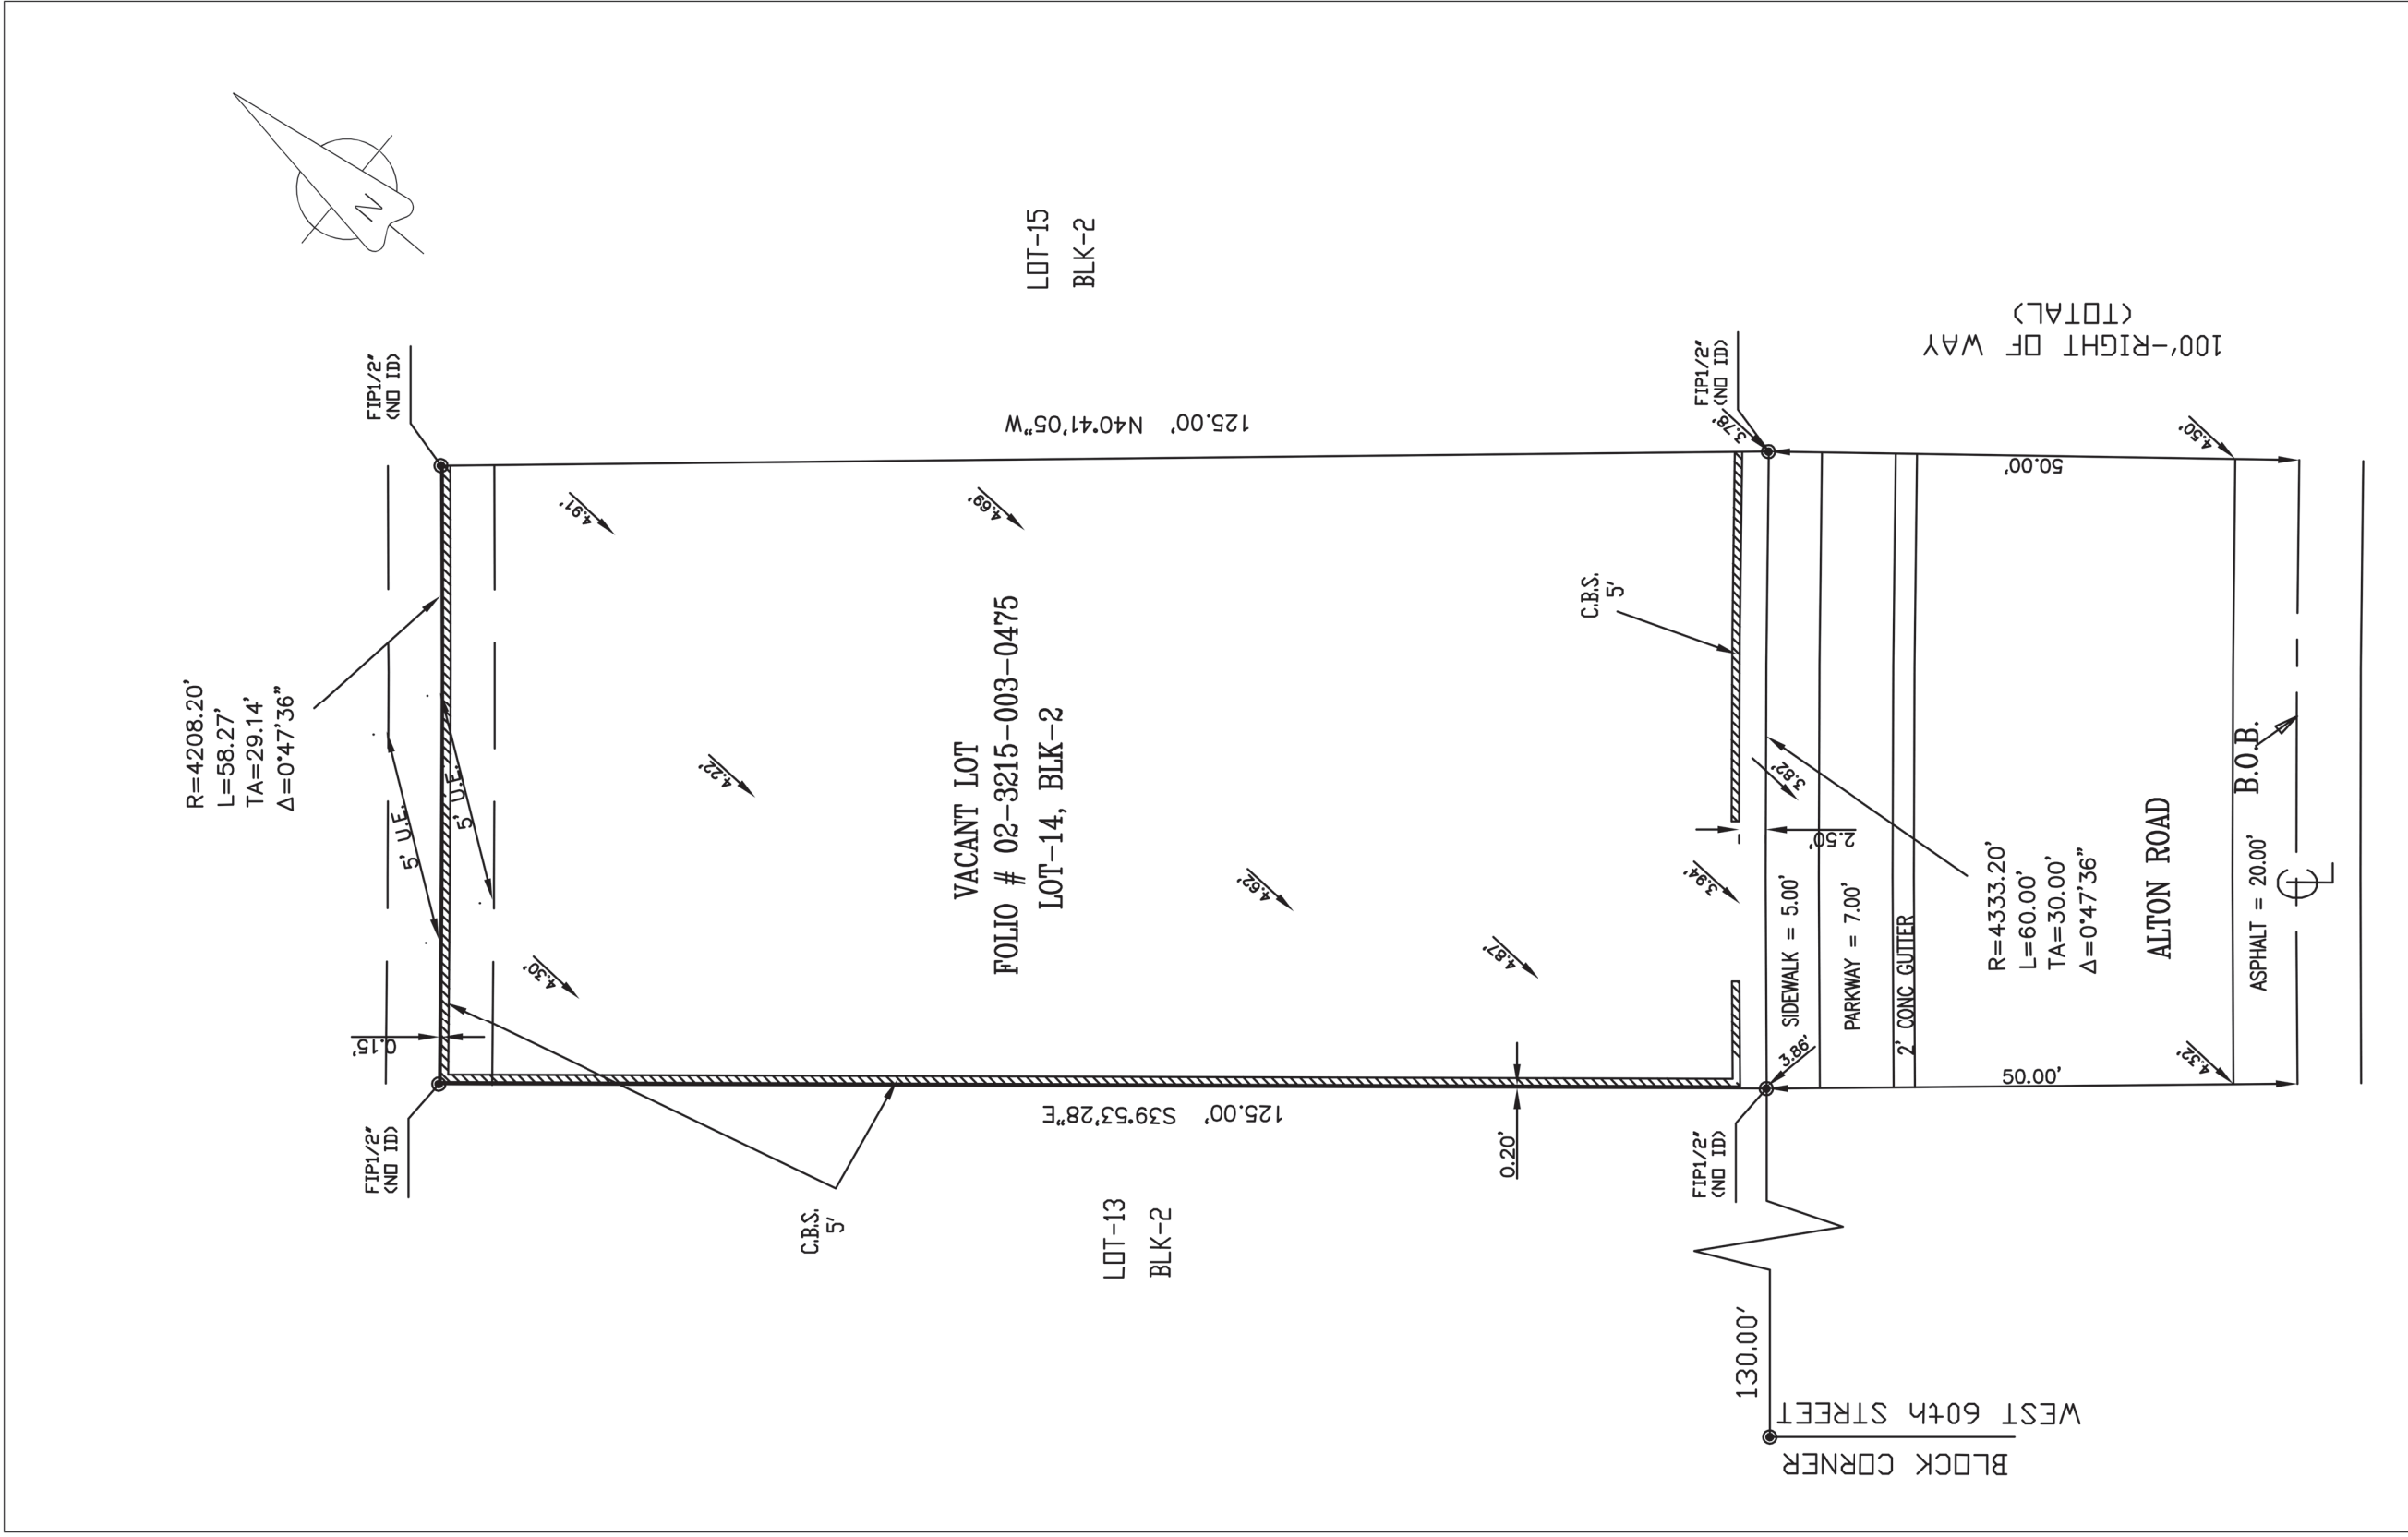 N
LOT-15
BLK-2
FIP1/2"
(NO ID)
FIP1/2"
(NO ID)
100'-RIGHT OF WAY
(TOTAL)
125.00' N40°41'05"W
3.78'
4.50'
50.00'
4.91'
4.69'
R=4208.20'
L=58.27'
TA=29.14'
Δ=0°47'36"
5' U.E.
5' U.E.
C.B.S.
5'
VACANT LOT
FOLIO # 02-3215-003-0475
LOT-14, BLK-2
4.22'
4.62'
4.87'
4.30'
3.82'
2.50'
3.94'
SIDEWALK = 5.00'
PARKWAY = 7.00'
2' CONC GUTTER
R=4333.20'
L=60.00'
TA=30.00'
Δ=0°47'36"
ALTON ROAD
B.O.B.
ASPHALT = 20.00'
CL
0.15'
3.86'
4.32'
50.00'
125.00' S39°53'28"E
0.20'
FIP1/2"
(NO ID)
FIP1/2"
(NO ID)
C.B.S.
5'
LOT-13
BLK-2
130.00'
WEST 60th STREET
BLOCK CORNER